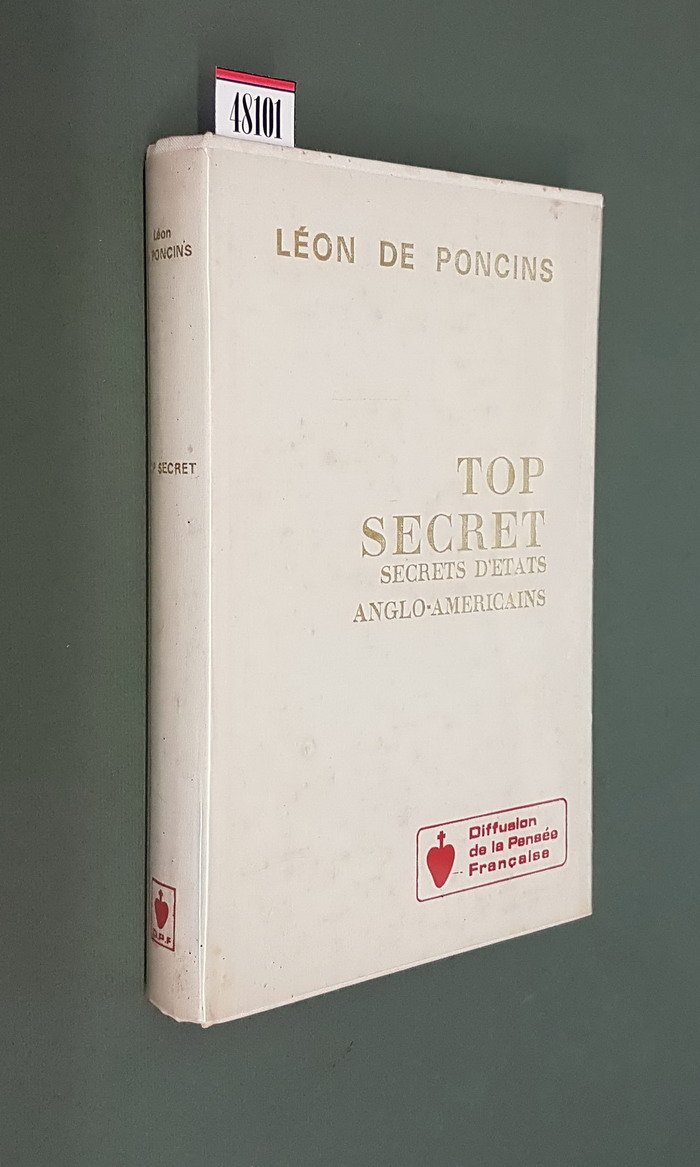 48101
LÉON DE PONCINS
TOP
SECRET
SECRETS D'ETATS
ANGLO-AMERICAINS
Diffusion
de la Pensée
Française
Léon
PONCINS
SECRET
D.P.F